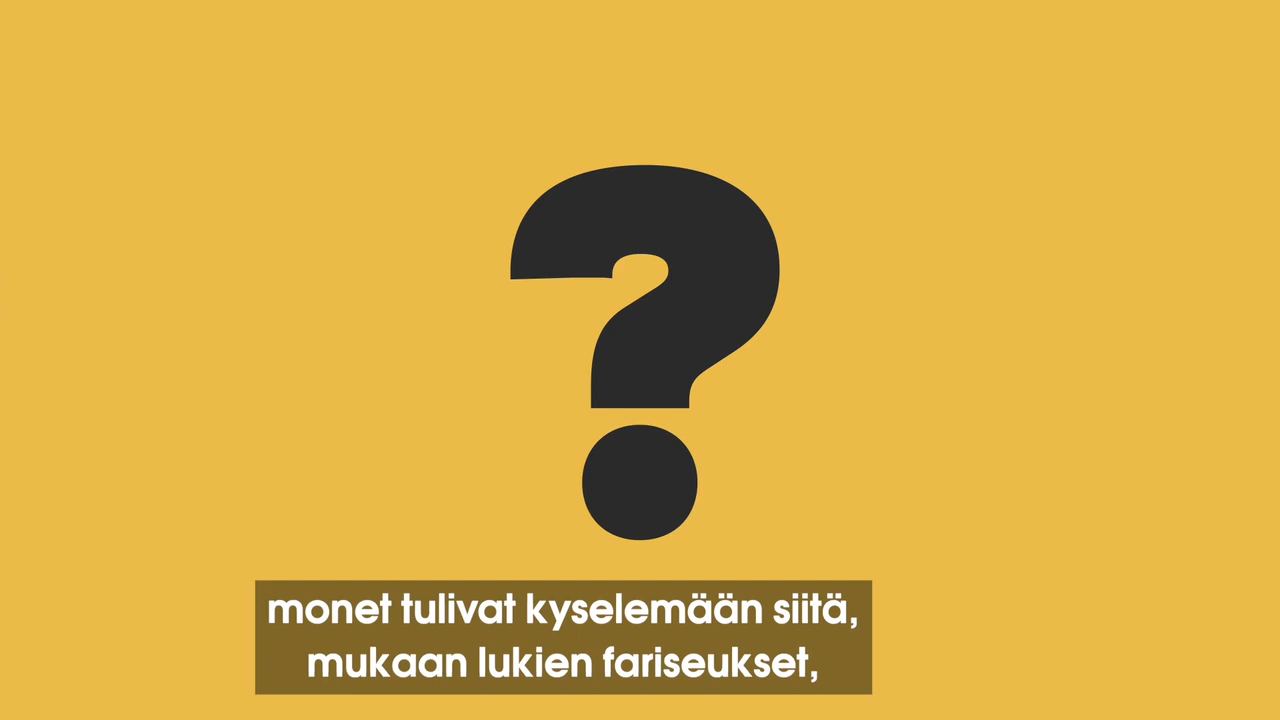 ?
monet tulivat kyselemään siitä,
mukaan lukien fariseukset,